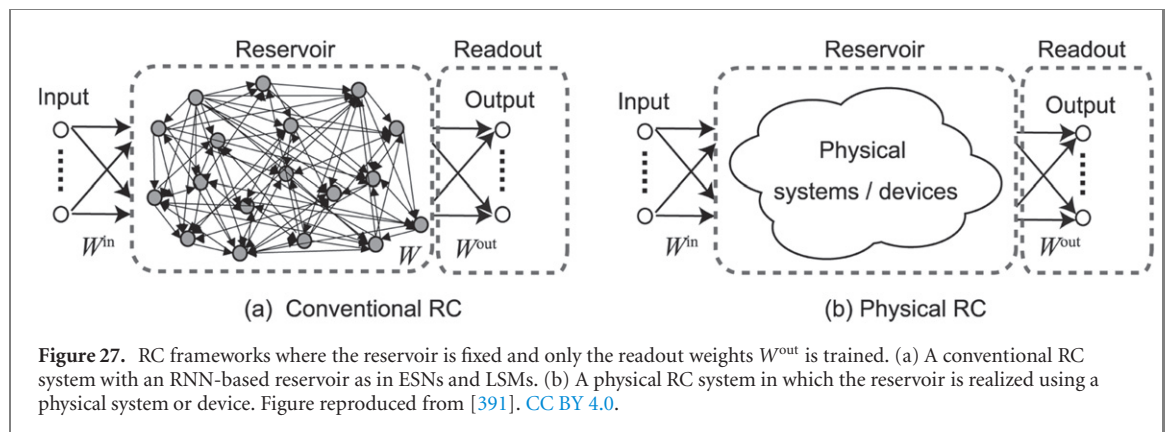 Reservoir
Readout
Input
Output
W^in
W
W^out
(a) Conventional RC
Reservoir
Readout
Input
Output
Physical
systems / devices
W^in
W^out
(b) Physical RC
Figure 27. RC frameworks where the reservoir is fixed and only the readout weights W^out is trained. (a) A conventional RC
system with an RNN-based reservoir as in ESNs and LSMs. (b) A physical RC system in which the reservoir is realized using a
physical system or device. Figure reproduced from [391]. CC BY 4.0.